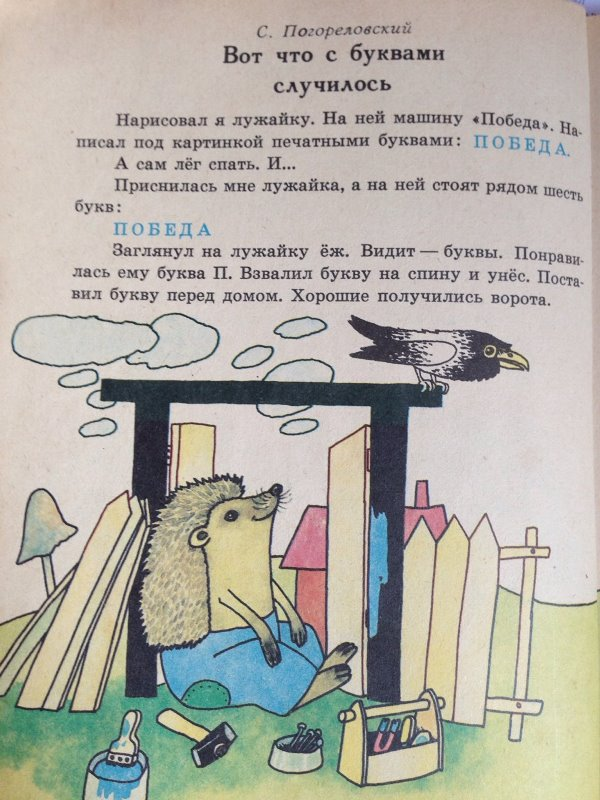 С. Погореловский
Вот что с буквами
случилось
Нарисовал я лужайку. На ней машину «Победа». На-
писал под картинкой печатными буквами: ПОБЕДА.
А сам лёг спать. И...
Приснилась мне лужайка, а на ней стоят рядом шесть
букв:
ПОБЕДА
Заглянул на лужайку ёж. Видит — буквы. Понрави-
лась ему буква П. Взвалил букву на спину и унёс. Поста-
вил букву перед домом. Хорошие получились ворота.